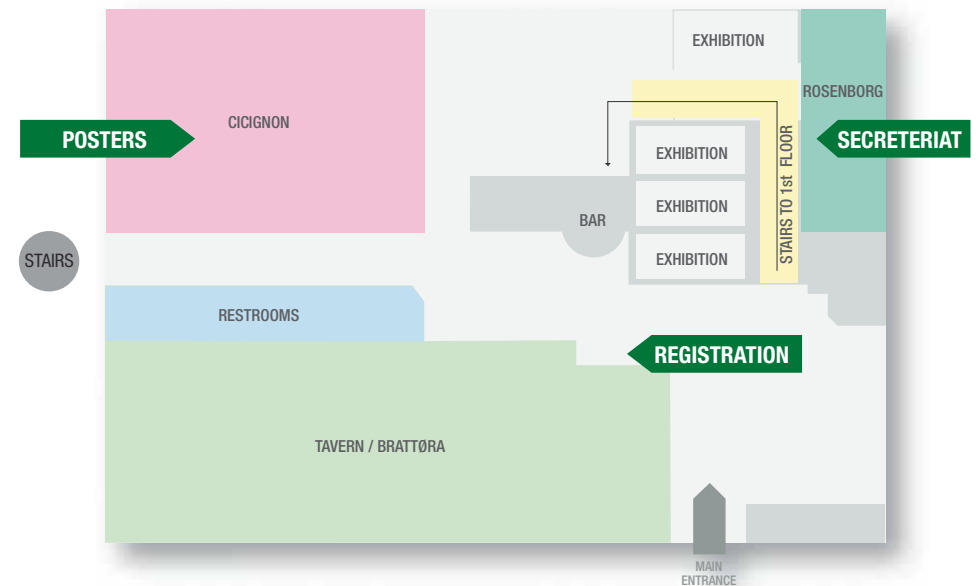 EXHIBITION
ROSENBORG
CICIGNON
POSTERS
SECRETERIAT
EXHIBITION
STAIRS TO 1st FLOOR
EXHIBITION
BAR
EXHIBITION
STAIRS
RESTROOMS
REGISTRATION
TAVERN / BRATTØRA
MAIN
ENTRANCE